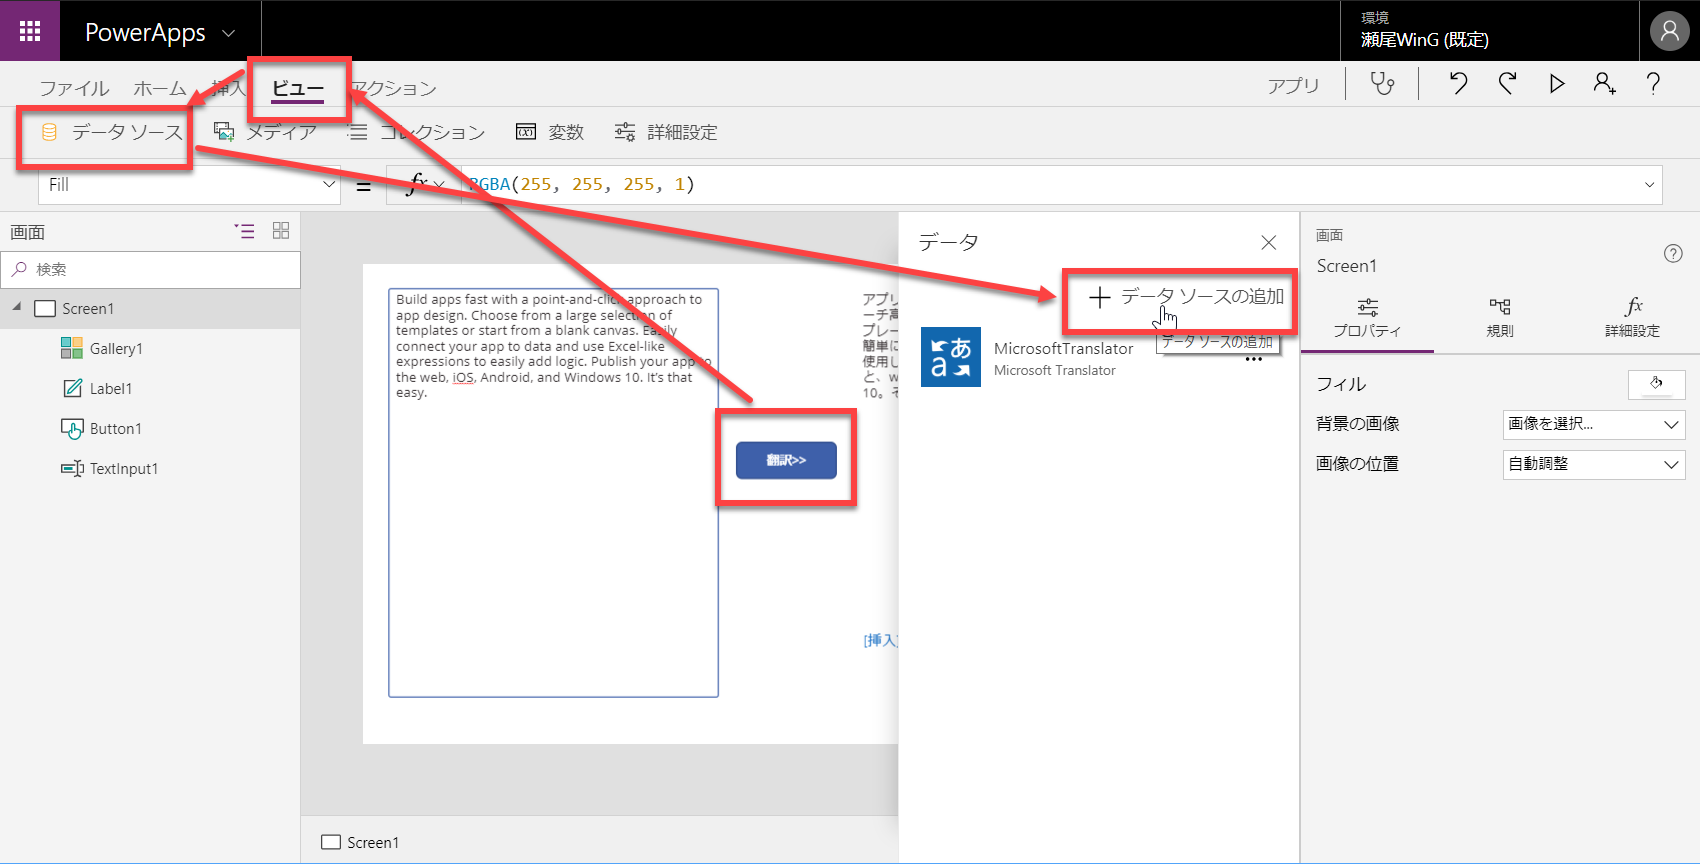 PowerApps
環境
瀬尾WinG (既定)
ファイル ホーム 挿入 ビュー アクション
アプリ
データ ソース メディア コレクション 変数 詳細設定
Fill
= fx RGBA(255, 255, 255, 1)
画面
検索
Screen1
Gallery1
Label1
Button1
TextInput1
Build apps fast with a point-and-click approach to
app design. Choose from a large selection of
templates or start from a blank canvas. Easily
connect your app to data and use Excel-like
expressions to easily add logic. Publish your app to
the web, iOS, Android, and Windows 10. It's that
easy.
翻訳>>
アプリ
ーチ高
プレー
簡単に
使用し
と、w
10。そ
[挿入]
データ
データ ソースの追加
データ ソースの追加
あ
a
MicrosoftTranslator
Microsoft Translator
画面
Screen1
プロパティ 規則 詳細設定
フィル
背景の画像 画像を選択...
画像の位置 自動調整
Screen1